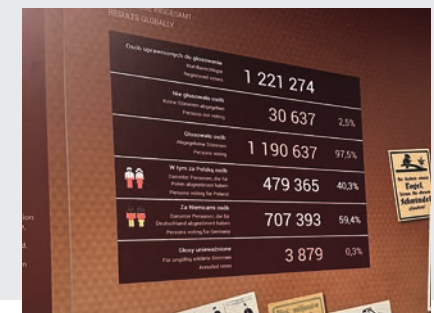 INSGESAMT
RESULTS GLOBALLY
Osób uprawnionych do głosowania
Wahlberechtigte
Registered voters
1 221 274
Nie głosowało osób
Keine Stimmen abgegeben
Persons not voting
30 637
2,5%
Głosowało osób
Abgegebene Stimmen
Persons voting
1 190 637
97,5%
W tym za Polską osób
Darunter Personen, die für
Polen abgestimmt haben
Persons voting for Poland
479 365
40,3%
Za Niemcami osób
Darunter Personen, die für
Deutschland abgestimmt haben
Persons voting for Germany
707 393
59,4%
Głosy unieważnione
Für ungültig erklärte Stimmen
Annulled votes
3 879
0,3%
Vogel,
Schwindel